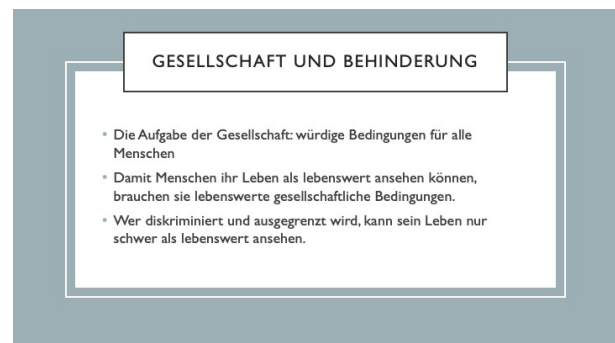 GESELLSCHAFT UND BEHINDERUNG
• Die Aufgabe der Gesellschaft: würdige Bedingungen für alle
Menschen
• Damit Menschen ihr Leben als lebenswert ansehen können,
brauchen sie lebenswerte gesellschaftliche Bedingungen.
• Wer diskriminiert und ausgegrenzt wird, kann sein Leben nur
schwer als lebenswert ansehen.